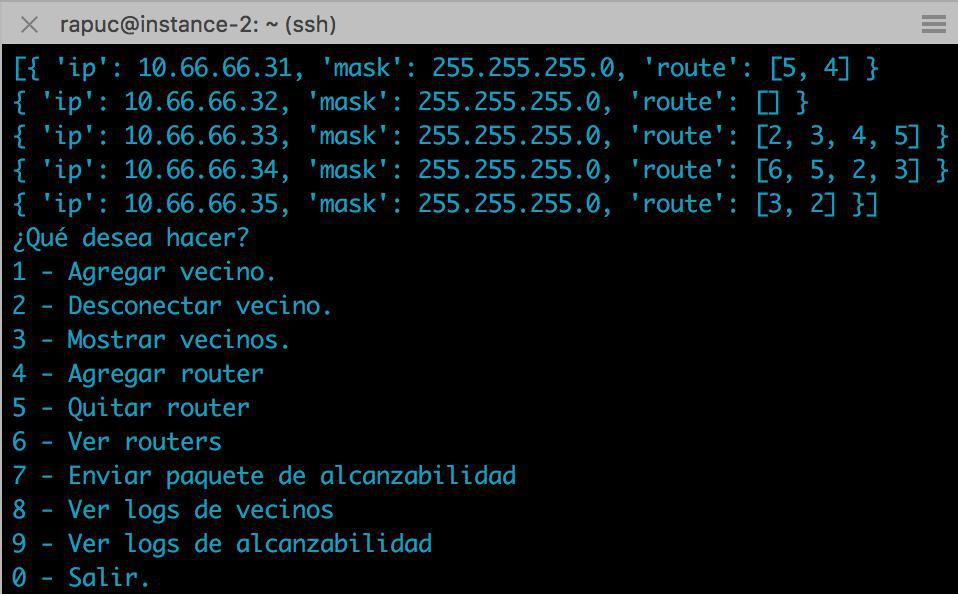 rapuc@instance-2: ~ (ssh)
[{ 'ip': 10.66.66.31, 'mask': 255.255.255.0, 'route': [5, 4] }
{ 'ip': 10.66.66.32, 'mask': 255.255.255.0, 'route': [] }
{ 'ip': 10.66.66.33, 'mask': 255.255.255.0, 'route': [2, 3, 4, 5] }
{ 'ip': 10.66.66.34, 'mask': 255.255.255.0, 'route': [6, 5, 2, 3] }
{ 'ip': 10.66.66.35, 'mask': 255.255.255.0, 'route': [3, 2] }]
¿Qué desea hacer?
1 - Agregar vecino.
2 - Desconectar vecino.
3 - Mostrar vecinos.
4 - Agregar router
5 - Quitar router
6 - Ver routers
7 - Enviar paquete de alcanzabilidad
8 - Ver logs de vecinos
9 - Ver logs de alcanzabilidad
0 - Salir.